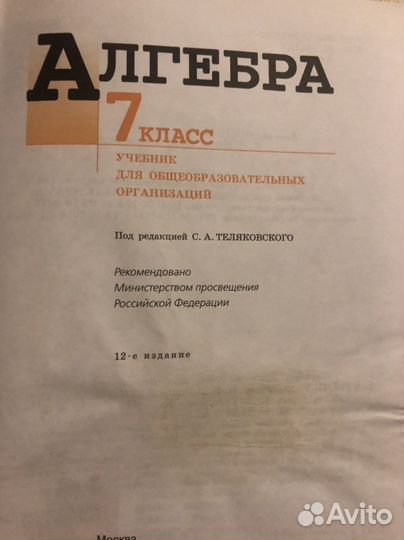 АЛГЕБРА
7 КЛАСС
УЧЕБНИК
ДЛЯ ОБЩЕОБРАЗОВАТЕЛЬНЫХ
ОРГАНИЗАЦИЙ
Под редакцией С. А. ТЕЛЯКОВСКОГО
Рекомендовано
Министерством просвещения
Российской Федерации
12-е издание
Москва
Avito